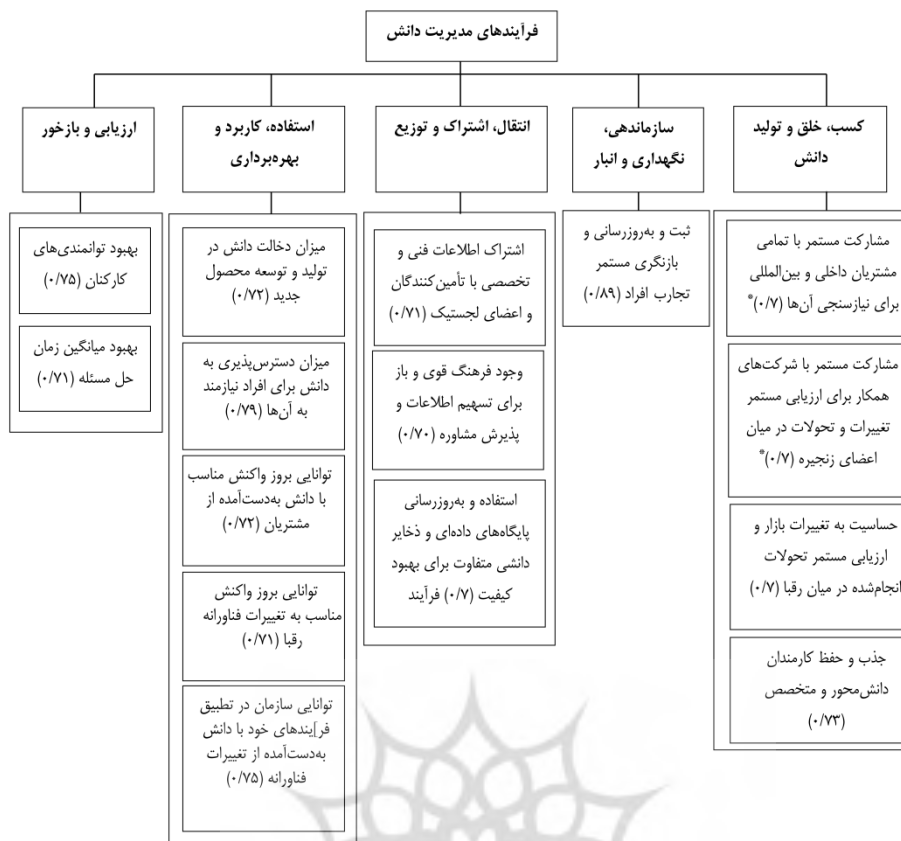 فرآیندهای مدیریت دانش
کسب، خلق و تولید
دانش
سازماندهی،
نگهداری و انبار
انتقال، اشتراک و توزیع
استفاده، کاربرد و
بهره‌برداری
ارزیابی و بازخور
مشارکت مستمر با تمامی
مشتریان داخلی و بین‌المللی
برای نیازسنجی آن‌ها (۰/۷)*
مشارکت مستمر با شرکت‌های
همکار برای ارزیابی مستمر
تغییرات و تحولات در میان
اعضای زنجیره (۰/۷)*
حساسیت به تغییرات بازار و
ارزیابی مستمر تحولات
انجام‌شده در میان رقبا (۰/۷)
جذب و حفظ کارمندان
دانش‌محور و متخصص
(۰/۷۳)
ثبت و به‌روزرسانی و
بازنگری مستمر
تجارب افراد (۰/۸۹)
اشتراک اطلاعات فنی و
تخصصی با تأمین‌کنندگان
و اعضای لجستیک (۰/۷۱)
وجود فرهنگ قوی و باز
برای تسهیم اطلاعات و
پذیرش مشاوره (۰/۷۰)
استفاده و به‌روزرسانی
پایگاه‌های داده‌ای و ذخایر
دانشی متفاوت برای بهبود
کیفیت (۰/۷) فرآیند
میزان دخالت دانش در
تولید و توسعه محصول
جدید (۰/۷۲)
میزان دسترس‌پذیری به
دانش برای افراد نیازمند
به آن‌ها (۰/۷۹)
توانایی بروز واکنش مناسب
با دانش به‌دست‌آمده از
مشتریان (۰/۷۲)
توانایی بروز واکنش
مناسب به تغییرات فناورانه
رقبا (۰/۷۱)
توانایی سازمان در تطبیق
فر]یندهای خود با دانش
به‌دست‌آمده از تغییرات
فناورانه (۰/۷۵)
بهبود توانمندی‌های
کارکنان (۰/۷۵)
بهبود میانگین زمان
حل مسئله (۰/۷۱)